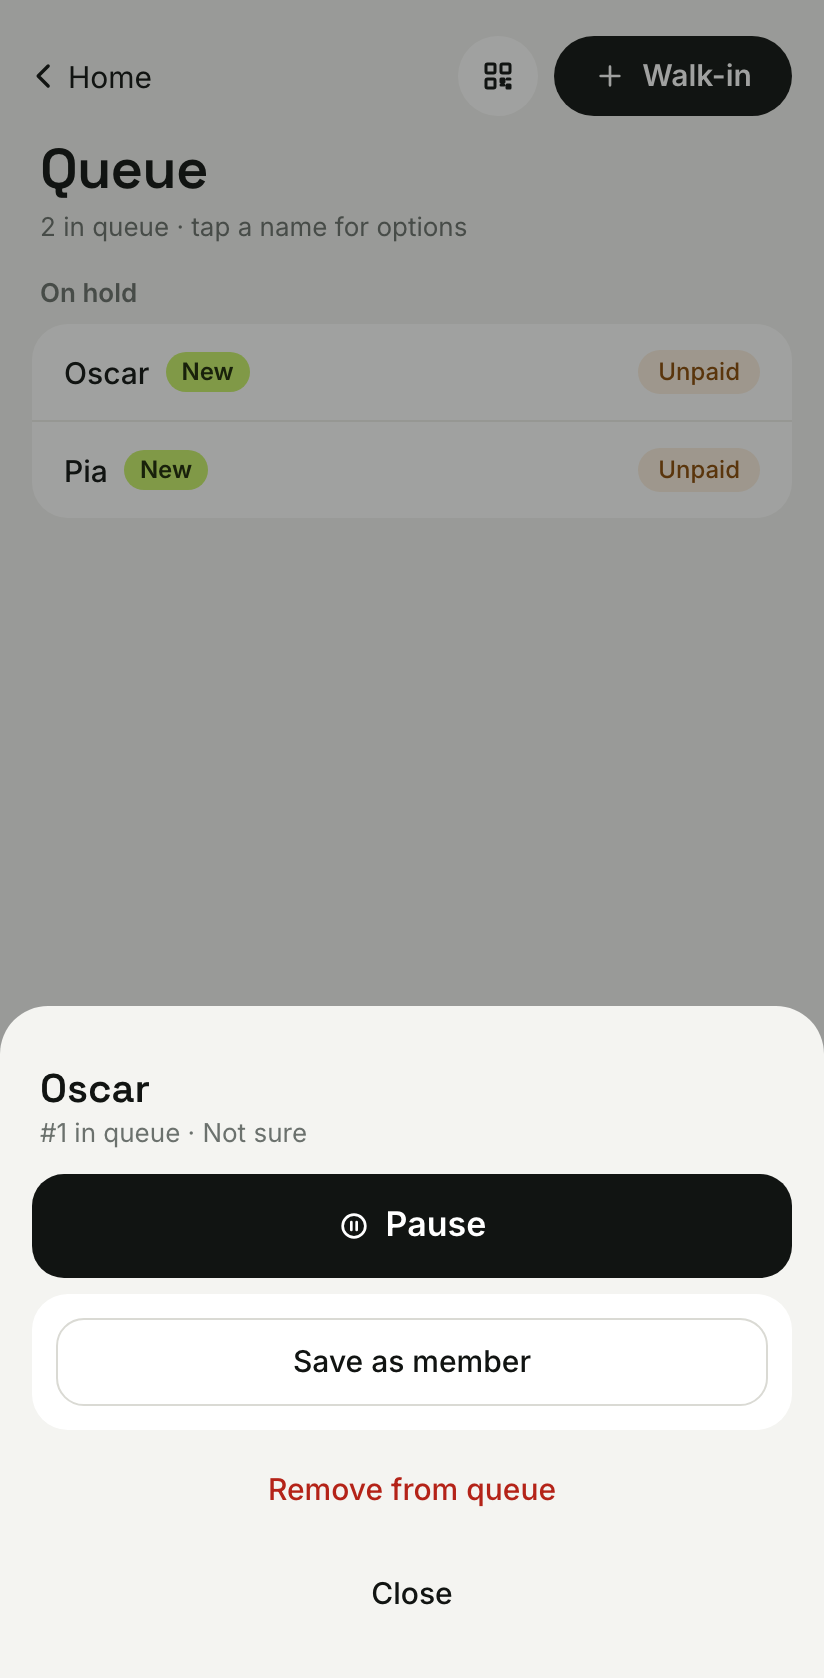 Home
Walk-in
Queue
2 in queue · tap a name for options
On hold
Oscar New Unpaid
Pia New Unpaid
Oscar
#1 in queue · Not sure
Pause
Save as member
Remove from queue
Close